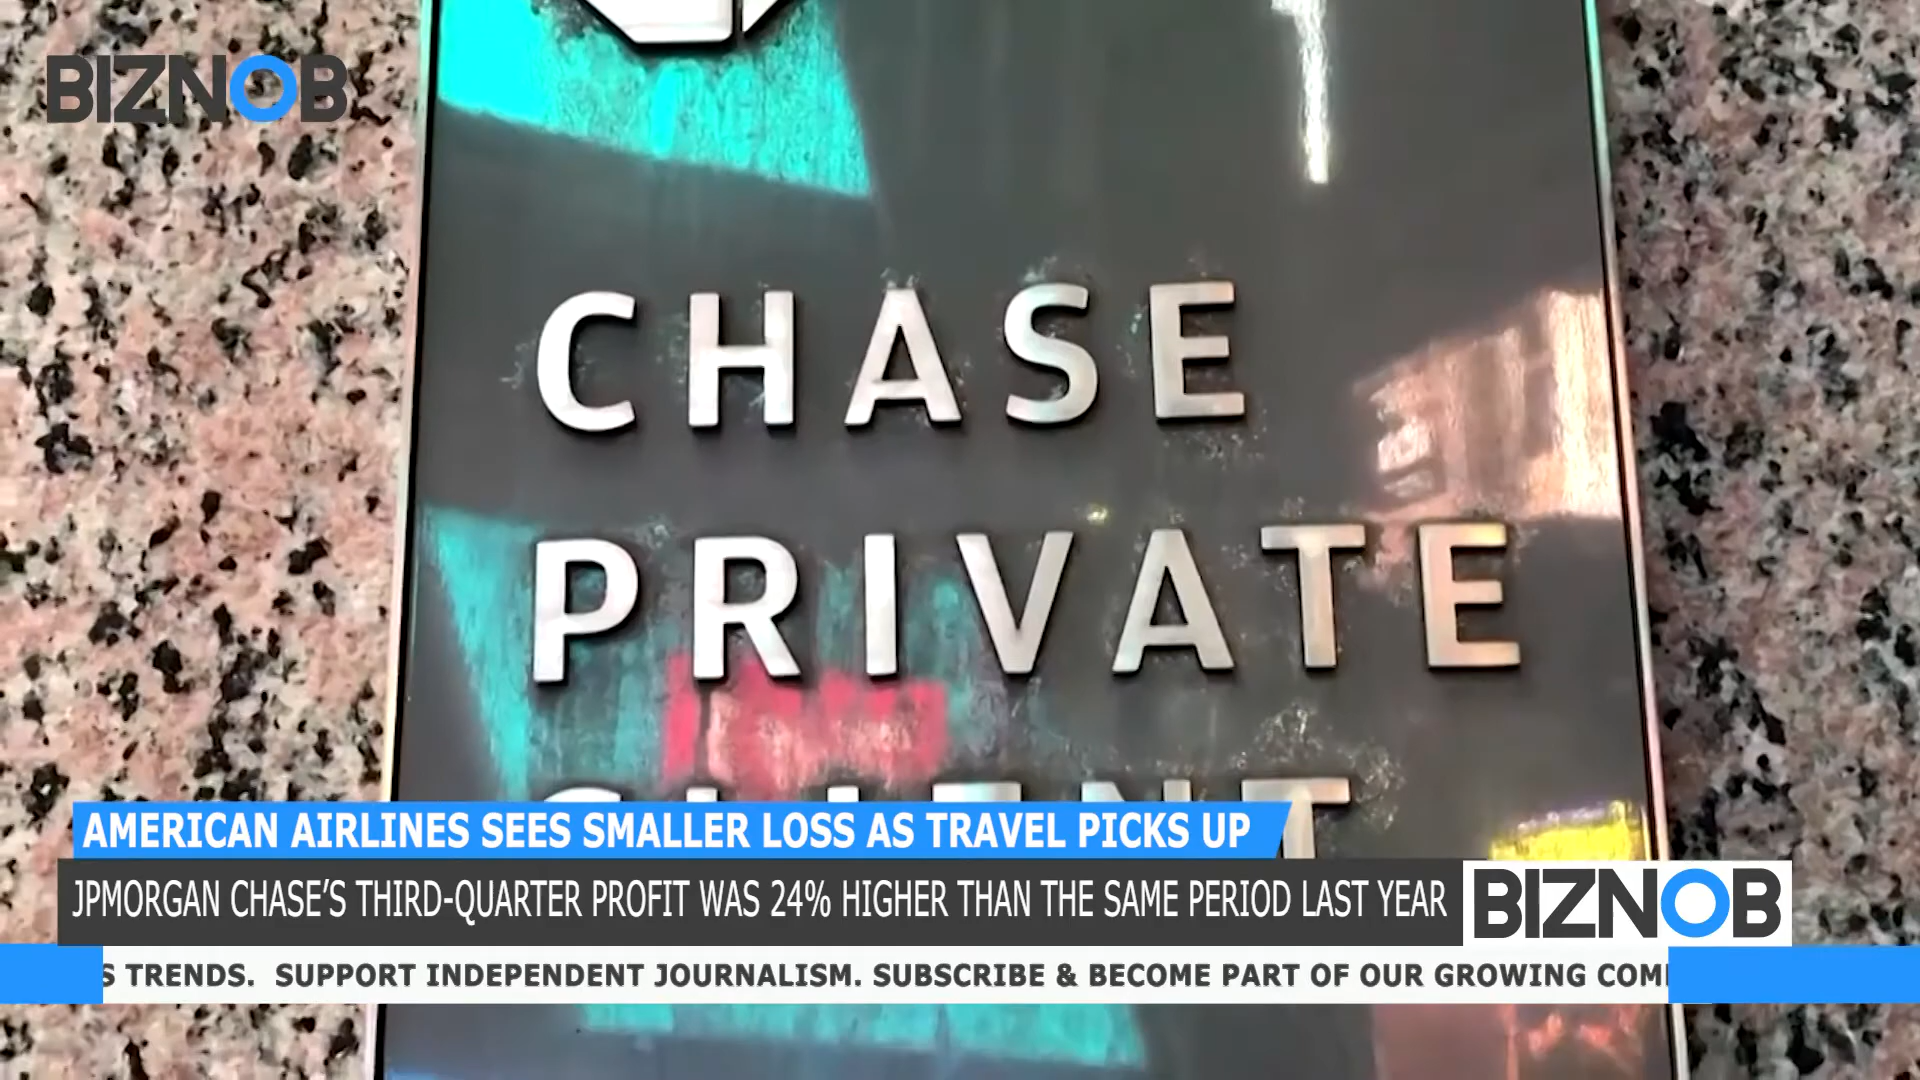 BIZNOB
CHASE
PRIVATE
CLIENT
AMERICAN AIRLINES SEES SMALLER LOSS AS TRAVEL PICKS UP
JPMORGAN CHASE'S THIRD-QUARTER PROFIT WAS 24% HIGHER THAN THE SAME PERIOD LAST YEAR
BIZNOB
TRENDS. SUPPORT INDEPENDENT JOURNALISM. SUBSCRIBE & BECOME PART OF OUR GROWING